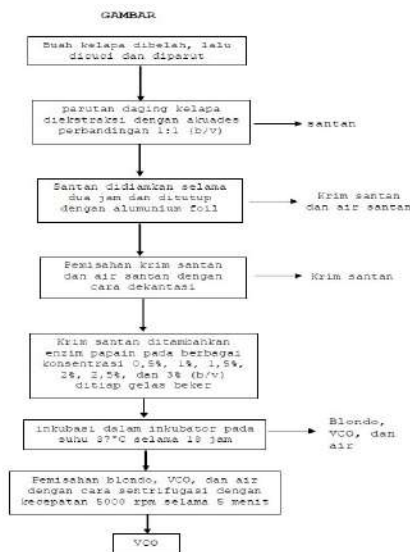 GAMBAR
Buah kelapa dibelah, lalu
dicuci dan diparut
parutan daging kelapa
diekstraksi dengan akuades
perbandingan 1:1 (b/v)
santan
Santan didiamkan selama
dua jam dan ditutup
dengan alumunium foil
Krim santan
dan air santan
Pemisahan krim santan
dan air santan dengan
cara dekantasi
Krim santan
Krim santan ditambahkan
enzim papain pada berbagai
konsentrasi 0,5%, 1%, 1,5%,
2%, 2,5%, dan 3% (b/v)
ditiap gelas beker
inkubasi dalam inkubator pada
suhu 37°C selama 18 jam
Blondo,
VCO, dan
air
Pemisahan blondo, VCO, dan air
dengan cara sentrifugasi dengan
kecepatan 5000 rpm selama 5 menit
VCO